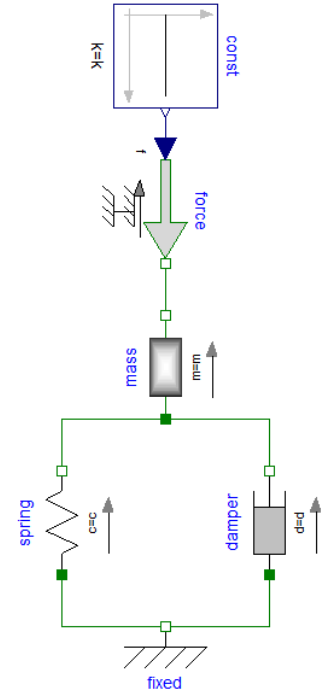 const
k=k
f
force
mass
m=m
spring
c=c
damper
d=d
fixed